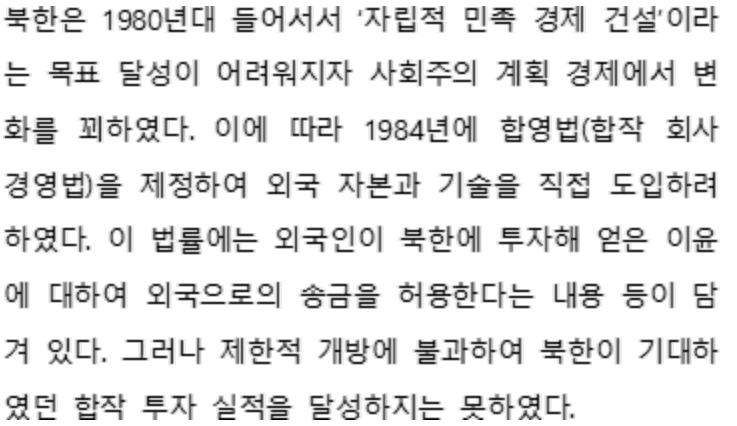 북한은 1980년대 들어서서 ‘자립적 민족 경제 건설’이라
는 목표 달성이 어려워지자 사회주의 계획 경제에서 변
화를 꾀하였다. 이에 따라 1984년에 합영법(합작 회사
경영법)을 제정하여 외국 자본과 기술을 직접 도입하려
하였다. 이 법률에는 외국인이 북한에 투자해 얻은 이윤
에 대하여 외국으로의 송금을 허용한다는 내용 등이 담
겨 있다. 그러나 제한적 개방에 불과하여 북한이 기대하
였던 합작 투자 실적을 달성하지는 못하였다.